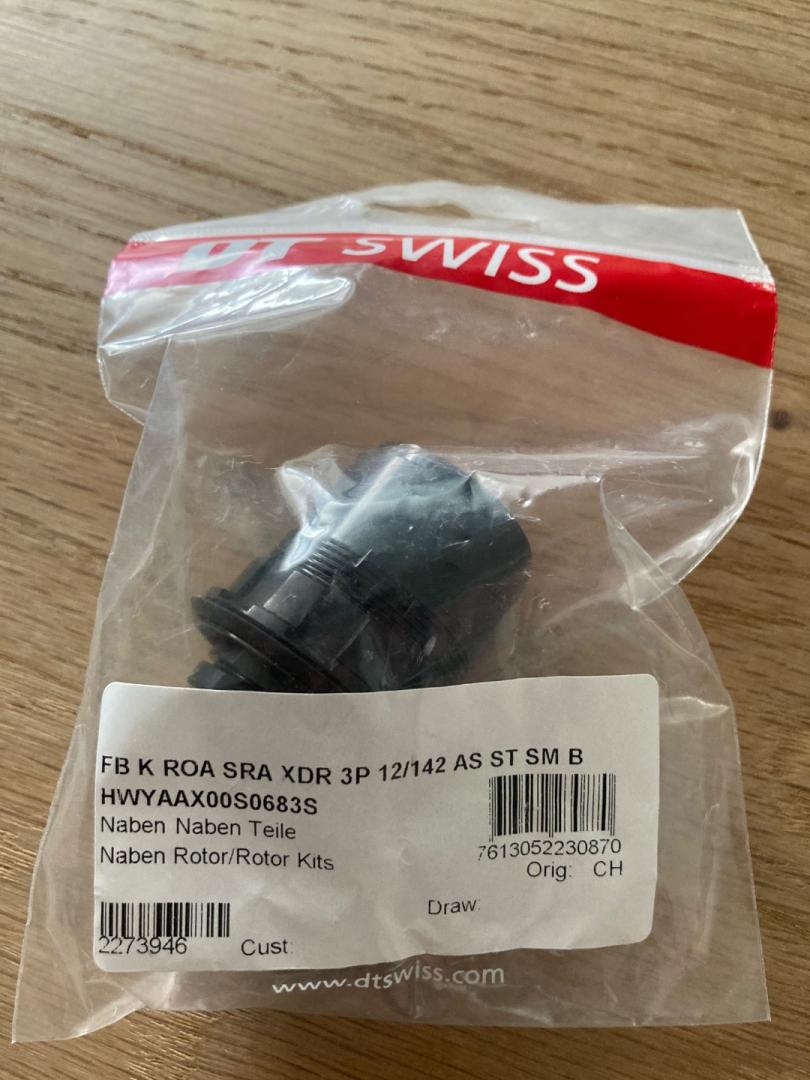 DT SWISS
FB K ROA SRA XDR 3P 12/142 AS ST SM B
HWYAAX00S0683S
Naben Naben Teile
Naben Rotor/Rotor Kits
7613052230870
Orig: CH
Draw:
2273946
Cust:
www.dtswiss.com